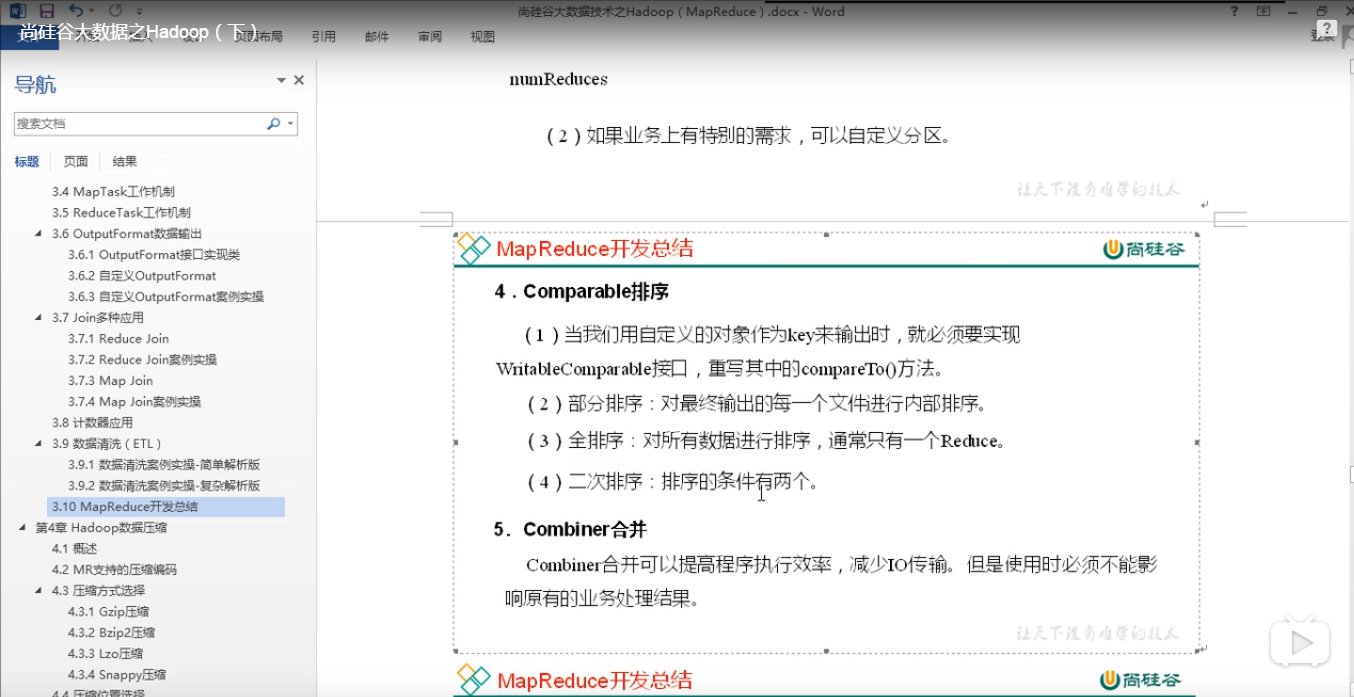 尚硅谷大数据技术之Hadoop（MapReduce）.docx - Word
尚硅谷大数据之Hadoop（下）
页面布局 引用 邮件 审阅 视图
登录
导航
搜索文档
标题 页面 结果
3.4 MapTask工作机制
3.5 ReduceTask工作机制
3.6 OutputFormat数据输出
3.6.1 OutputFormat接口实现类
3.6.2 自定义OutputFormat
3.6.3 自定义OutputFormat案例实操
3.7 Join多种应用
3.7.1 Reduce Join
3.7.2 Reduce Join案例实操
3.7.3 Map Join
3.7.4 Map Join案例实操
3.8 计数器应用
3.9 数据清洗（ETL）
3.9.1 数据清洗案例实操-简单解析版
3.9.2 数据清洗案例实操-复杂解析版
3.10 MapReduce开发总结
第4章 Hadoop数据压缩
4.1 概述
4.2 MR支持的压缩编码
4.3 压缩方式选择
4.3.1 Gzip压缩
4.3.2 Bzip2压缩
4.3.3 Lzo压缩
4.3.4 Snappy压缩
4.4 压缩位置选择
numReduces
（2）如果业务上有特别的需求，可以自定义分区。
让天下没有难学的技术
MapReduce开发总结
尚硅谷
4．Comparable排序
（1）当我们用自定义的对象作为key来输出时，就必须要实现
WritableComparable接口，重写其中的compareTo()方法。
（2）部分排序：对最终输出的每一个文件进行内部排序。
（3）全排序：对所有数据进行排序，通常只有一个Reduce。
（4）二次排序：排序的条件有两个。
5．Combiner合并
Combiner合并可以提高程序执行效率，减少IO传输。但是使用时必须不能影
响原有的业务处理结果。
让天下没有难学的技术
MapReduce开发总结
尚硅谷